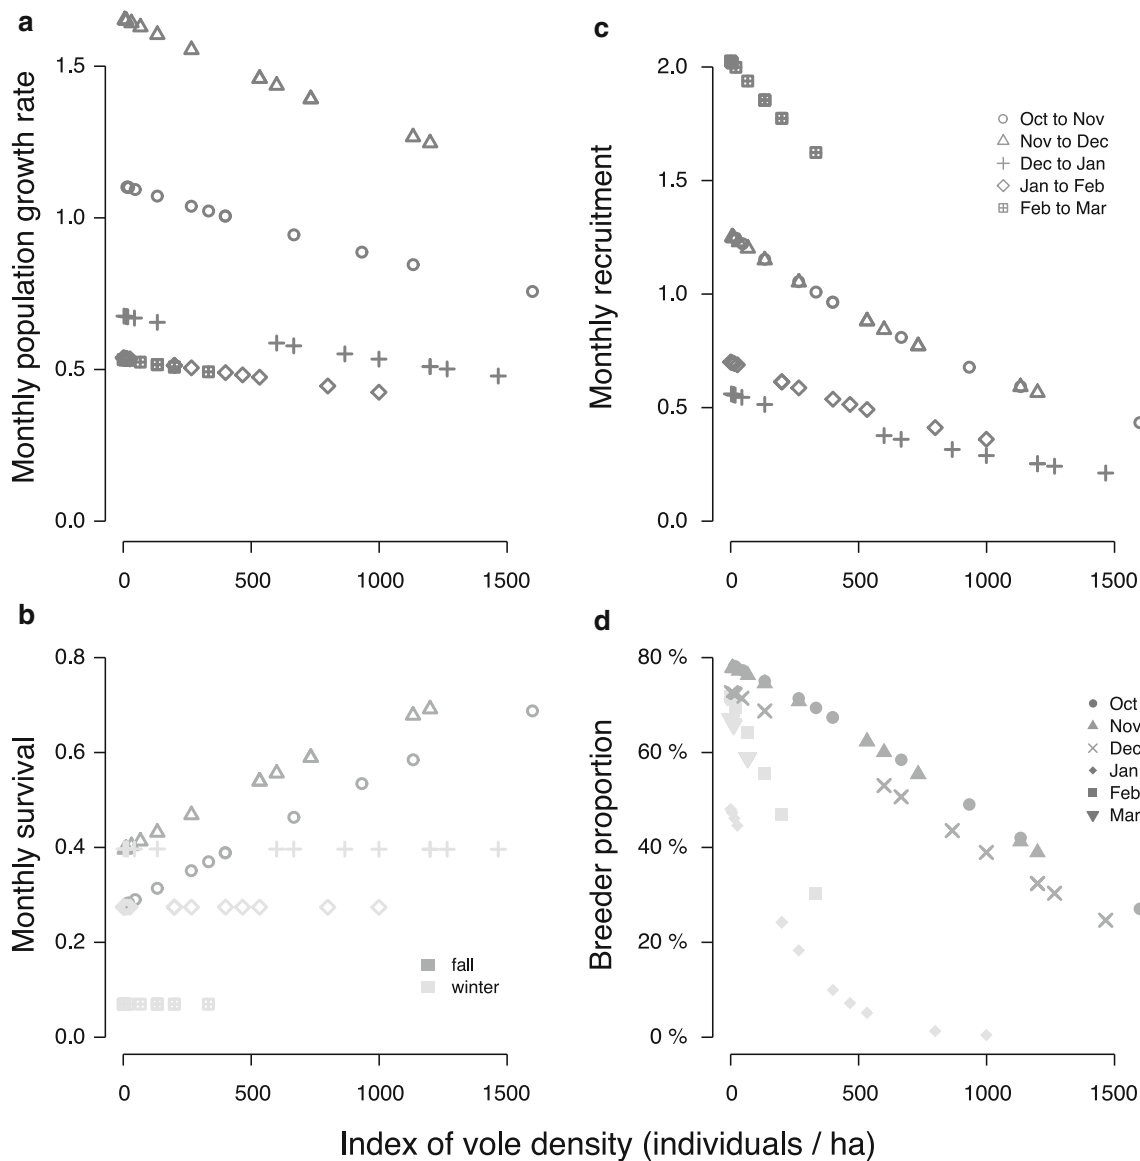 a
Monthly population growth rate
1.5
1.0
0.5
0.0
0 500 1000 1500
c
Monthly recruitment
2.0
1.5
1.0
0.5
0.0
Oct to Nov
Nov to Dec
Dec to Jan
Jan to Feb
Feb to Mar
0 500 1000 1500
b
Monthly survival
0.8
0.6
0.4
0.2
0.0
fall
winter
0 500 1000 1500
d
Breeder proportion
80 %
60 %
40 %
20 %
0 %
Oct
Nov
Dec
Jan
Feb
Mar
0 500 1000 1500
Index of vole density (individuals / ha)